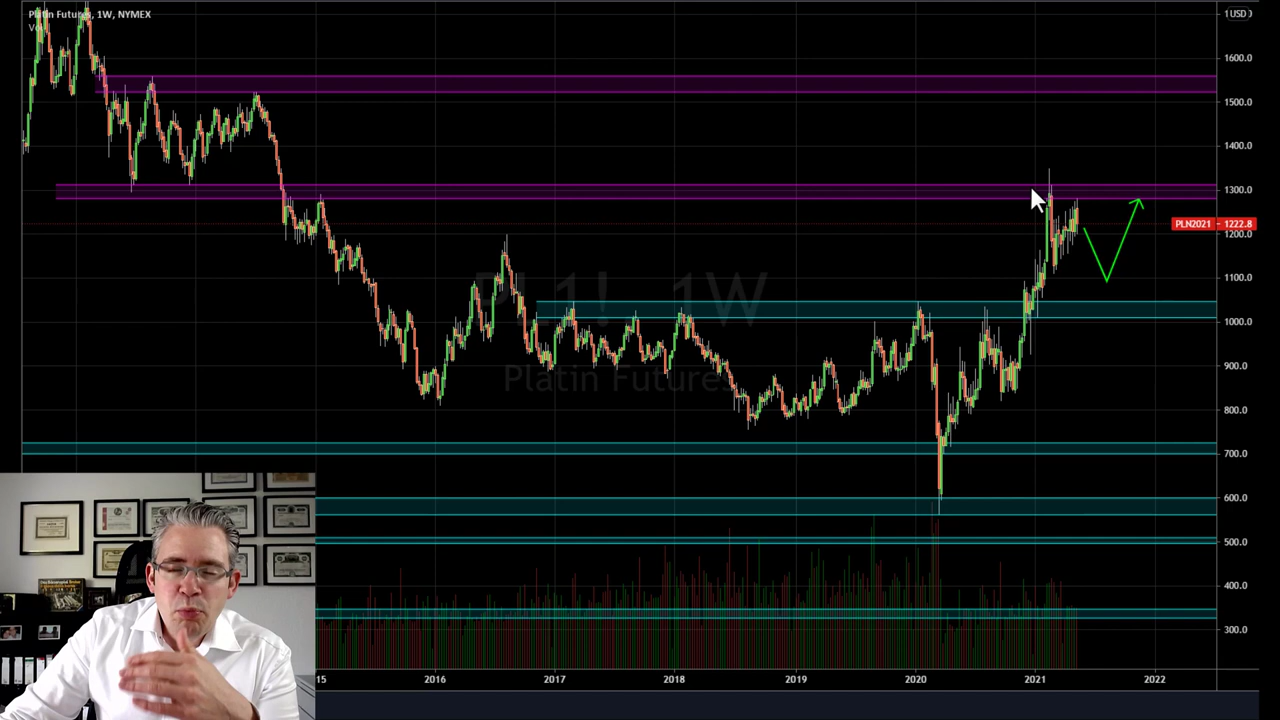 Platin Futures, 1W, NYMEX
Vol
USD
1600.0
1500.0
1400.0
1300.0
PLN2021 1222.8
1200.0
1100.0
PL1!, 1W
1000.0
Platin Futures
900.0
800.0
700.0
600.0
500.0
400.0
300.0
15 2016 2017 2018 2019 2020 2021 2022